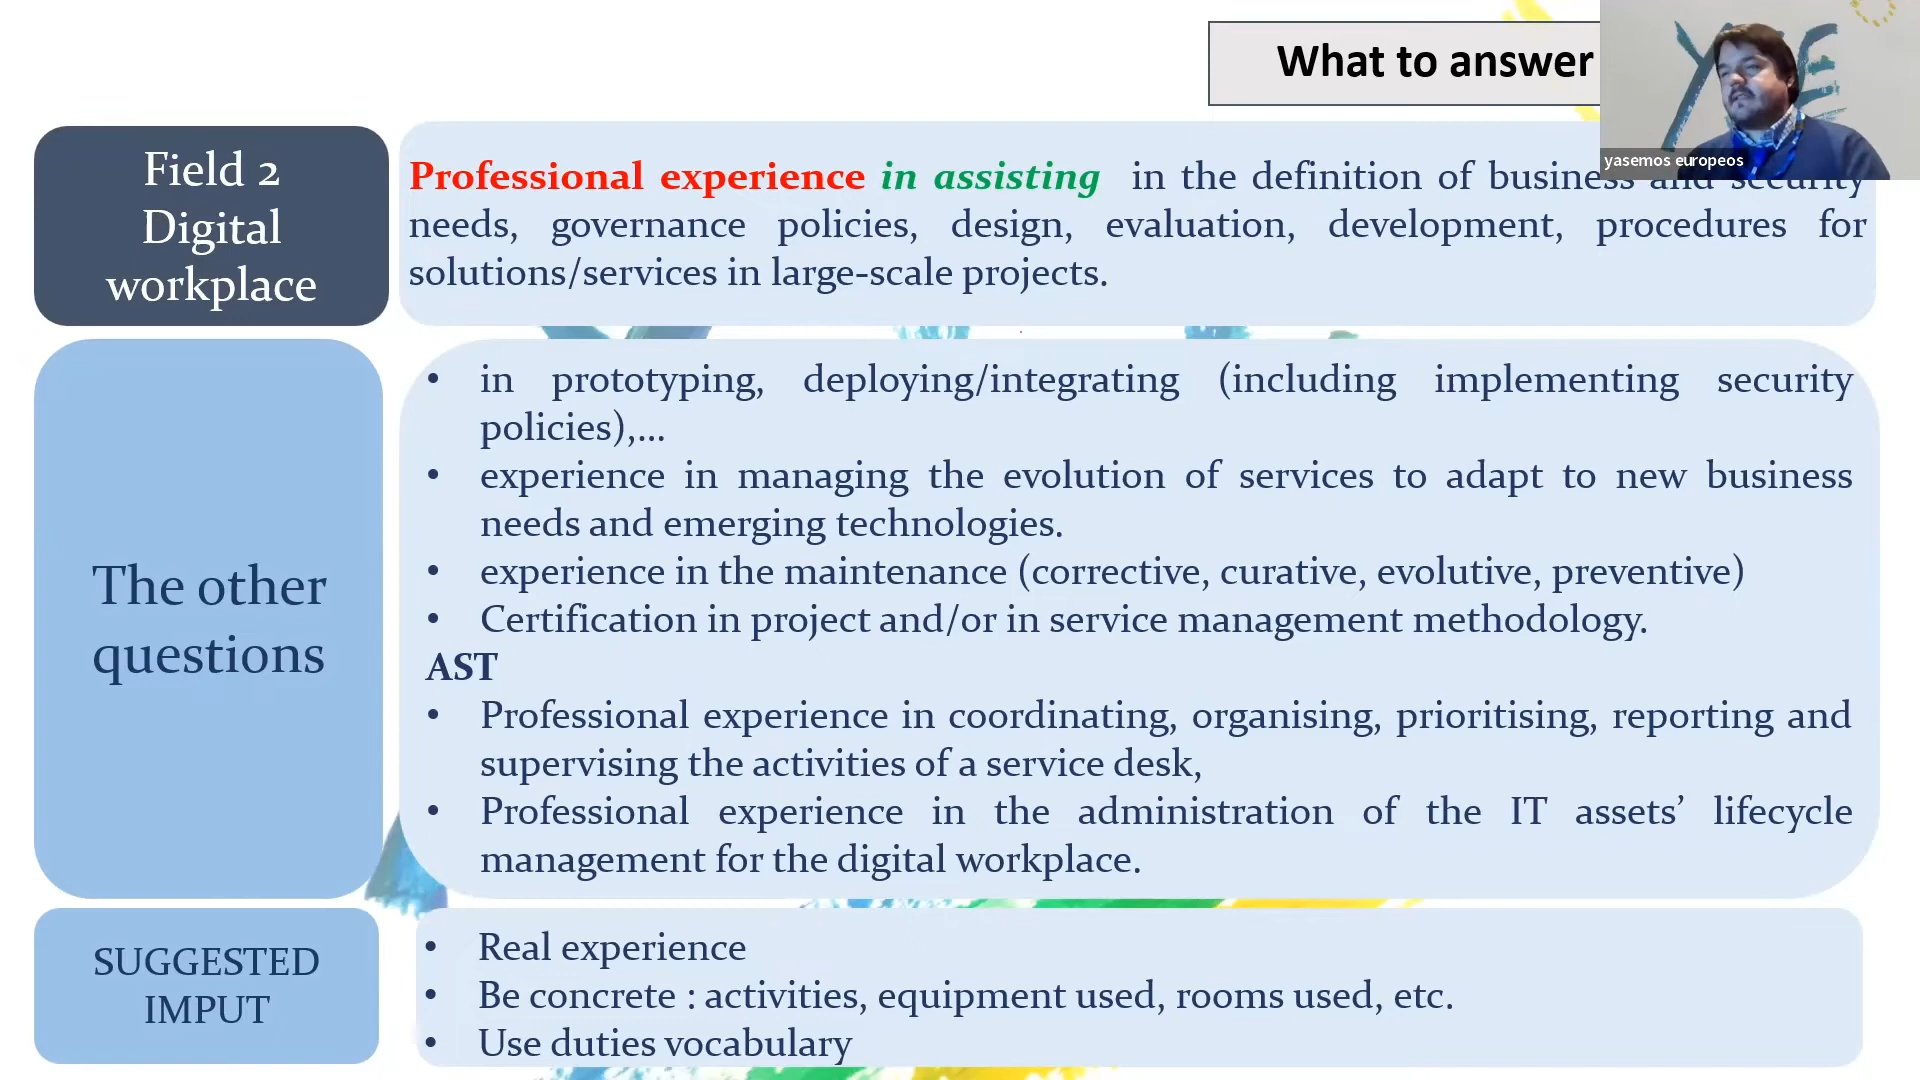 What to answer
yasemos europeos
Field 2
Digital
workplace
Professional experience in assisting in the definition of business and security
needs, governance policies, design, evaluation, development, procedures for
solutions/services in large-scale projects.
The other
questions
• in prototyping, deploying/integrating (including implementing security
policies),...
• experience in managing the evolution of services to adapt to new business
needs and emerging technologies.
• experience in the maintenance (corrective, curative, evolutive, preventive)
• Certification in project and/or in service management methodology.
AST
• Professional experience in coordinating, organising, prioritising, reporting and
supervising the activities of a service desk,
• Professional experience in the administration of the IT assets’ lifecycle
management for the digital workplace.
SUGGESTED
IMPUT
• Real experience
• Be concrete : activities, equipment used, rooms used, etc.
• Use duties vocabulary